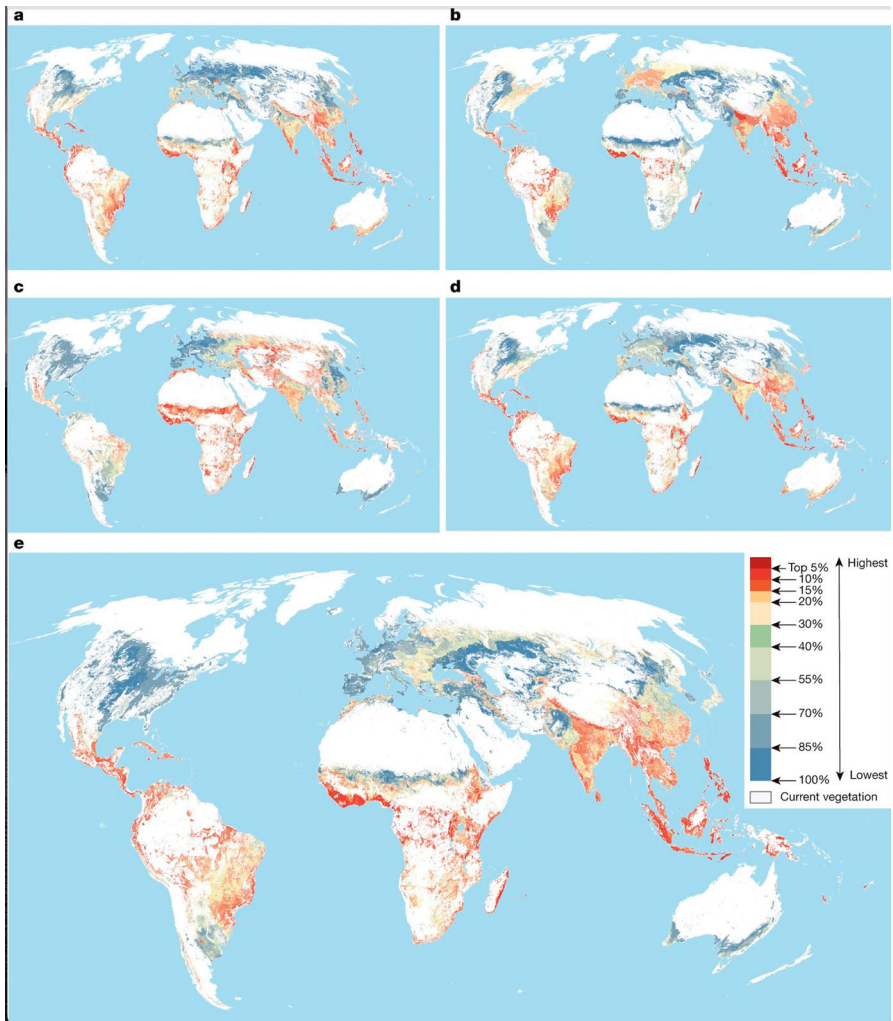 a
b
c
d
e
Top 5%
10%
15%
20%
30%
40%
55%
70%
85%
100%
Highest
Lowest
Current vegetation